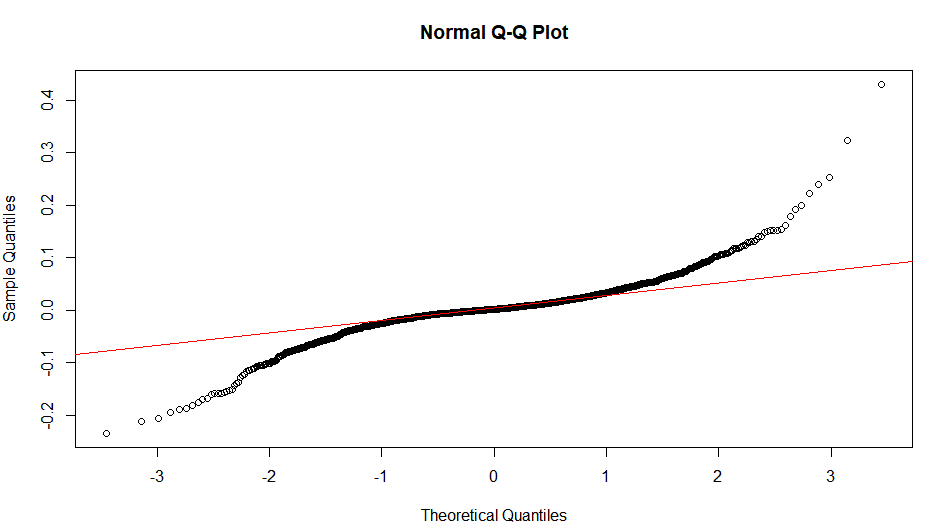 Normal Q-Q Plot
Sample Quantiles
0.4
0.3
0.2
0.1
0.0
-0.1
-0.2
-3 -2 -1 0 1 2 3
Theoretical Quantiles